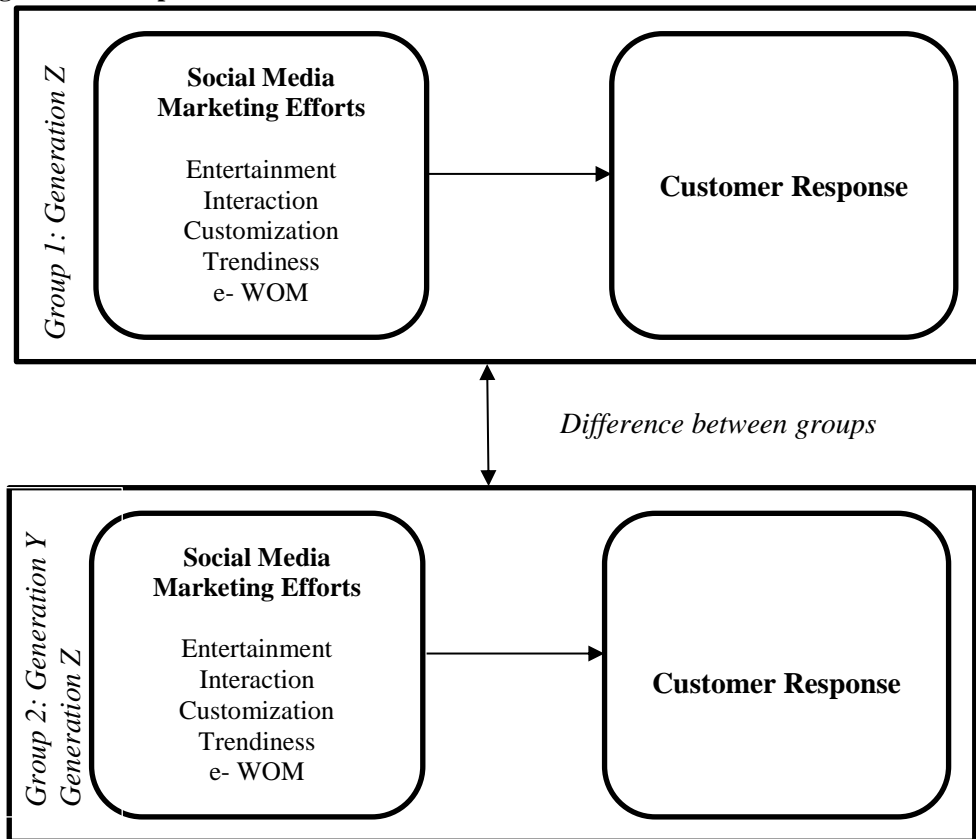 Group 1: Generation Z
Social Media
Marketing Efforts
Entertainment
Interaction
Customization
Trendiness
e- WOM
Customer Response
Difference between groups
Group 2: Generation Y
Generation Z
Social Media
Marketing Efforts
Entertainment
Interaction
Customization
Trendiness
e- WOM
Customer Response